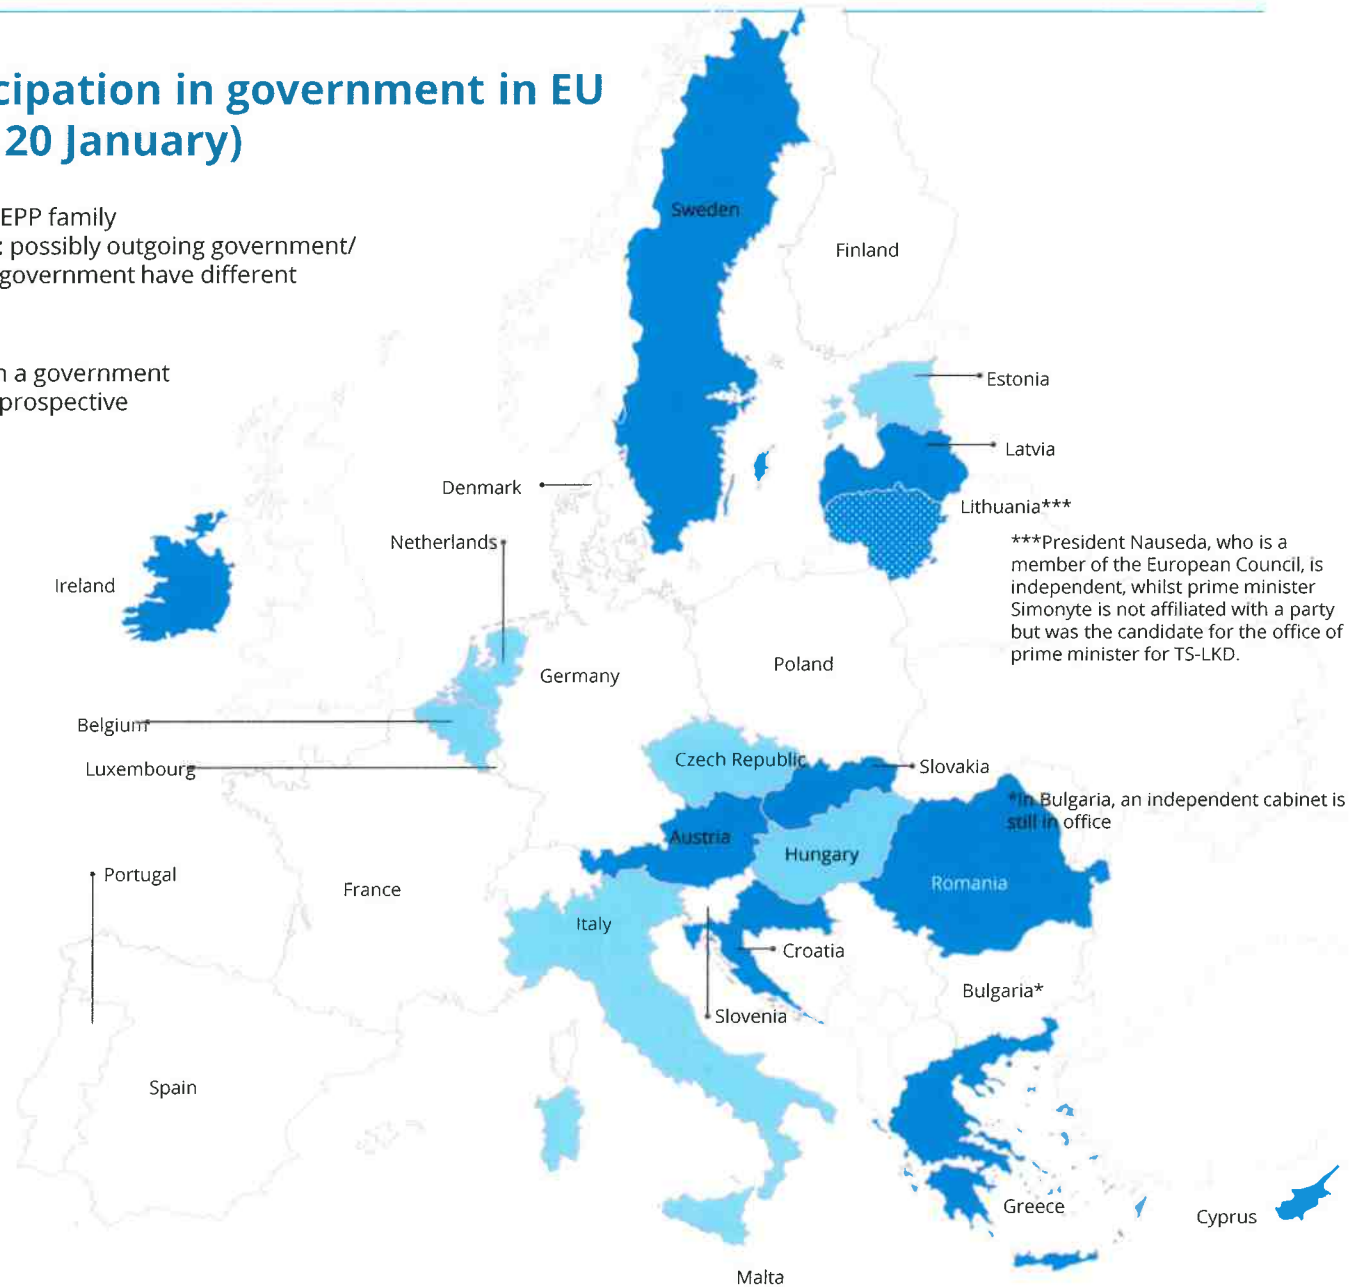 cipation in government in EU
20 January)
EPP family
: possibly outgoing government/
government have different
n a government
prospective
Sweden
Finland
Estonia
Latvia
Denmark
Lithuania***
Netherlands
***President Nauseda, who is a
member of the European Council, is
independent, whilst prime minister
Simonyte is not affiliated with a party
but was the candidate for the office of
prime minister for TS-LKD.
Ireland
Germany
Poland
Belgium
Luxembourg
Czech Republic
Slovakia
*In Bulgaria, an independent cabinet is
still in office
Austria
Hungary
Romania
Portugal
France
Italy
Croatia
Bulgaria*
Slovenia
Spain
Greece
Cyprus
Malta